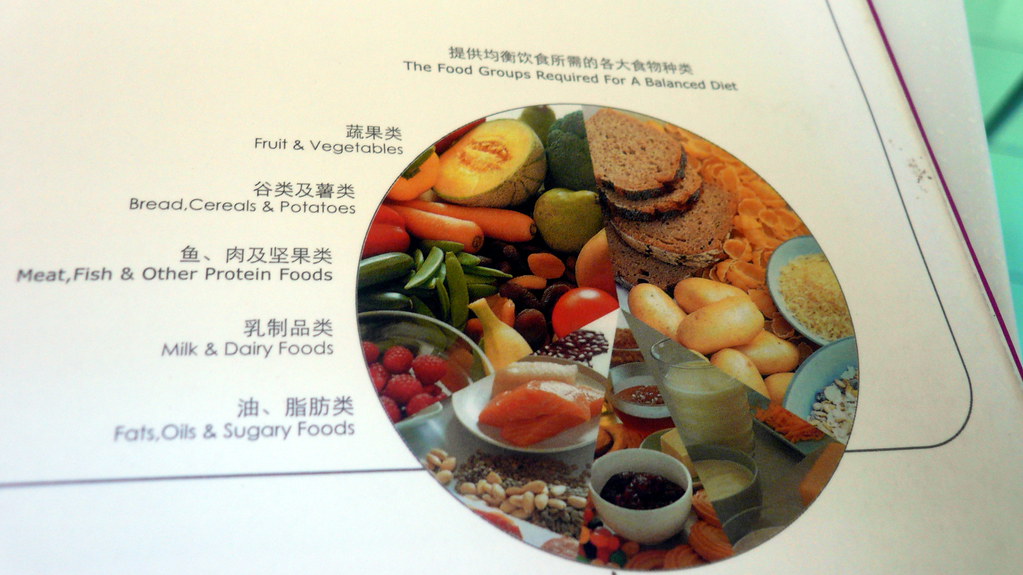 提供均衡饮食所需的各大食物种类
The Food Groups Required For A Balanced Diet
蔬果类
Fruit & Vegetables
谷类及薯类
Bread,Cereals & Potatoes
鱼、肉及坚果类
Meat,Fish & Other Protein Foods
乳制品类
Milk & Dairy Foods
油、脂肪类
Fats,Oils & Sugary Foods